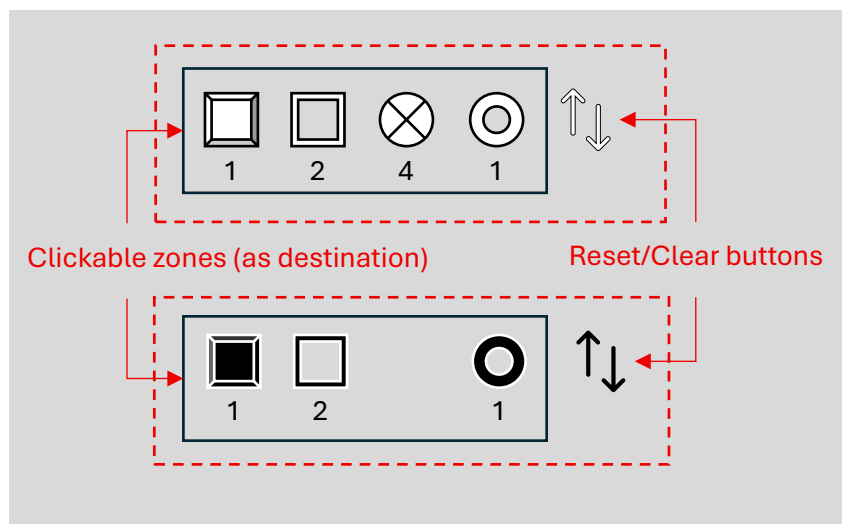 1 2 4 1
Clickable zones (as destination)
Reset/Clear buttons
1 2 1